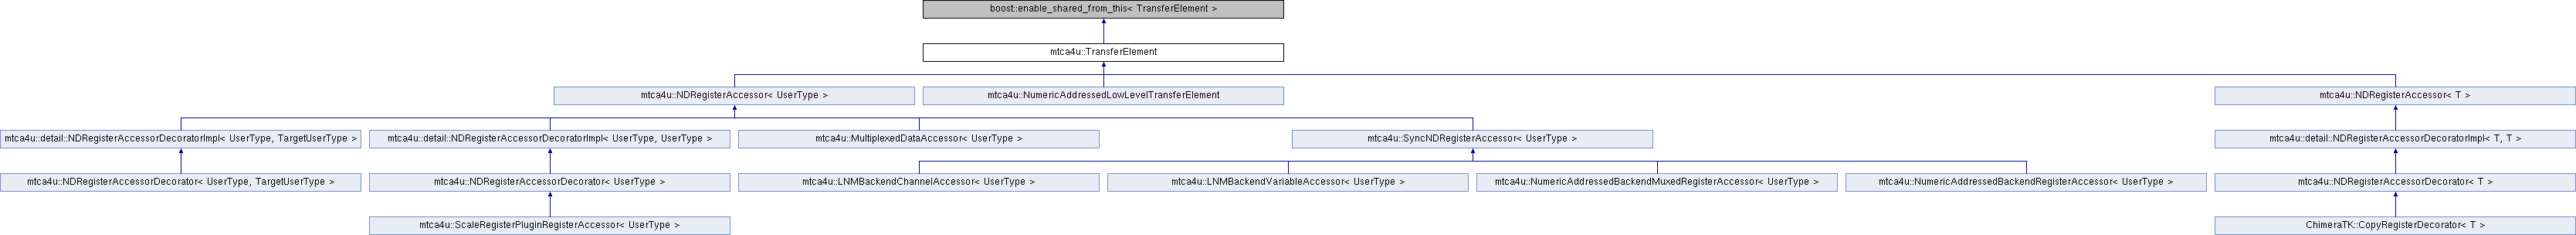 boost::enable_shared_from_this< TransferElement >
mtca4u::TransferElement
mtca4u::NDRegisterAccessor< UserType >
mtca4u::NumericAddressedLowLevelTransferElement
mtca4u::NDRegisterAccessor< T >
mtca4u::detail::NDRegisterAccessorDecoratorImpl< UserType, TargetUserType >
mtca4u::detail::NDRegisterAccessorDecoratorImpl< UserType, UserType >
mtca4u::MultiplexedDataAccessor< UserType >
mtca4u::SyncNDRegisterAccessor< UserType >
mtca4u::detail::NDRegisterAccessorDecoratorImpl< T, T >
mtca4u::NDRegisterAccessorDecorator< UserType, TargetUserType >
mtca4u::NDRegisterAccessorDecorator< UserType >
mtca4u::LNMBackendChannelAccessor< UserType >
mtca4u::LNMBackendVariableAccessor< UserType >
mtca4u::NumericAddressedBackendMuxedRegisterAccessor< UserType >
mtca4u::NumericAddressedBackendRegisterAccessor< UserType >
mtca4u::NDRegisterAccessorDecorator< T >
mtca4u::ScaleRegisterPluginRegisterAccessor< UserType >
ChimeraTK::CopyRegisterDecorator< T >